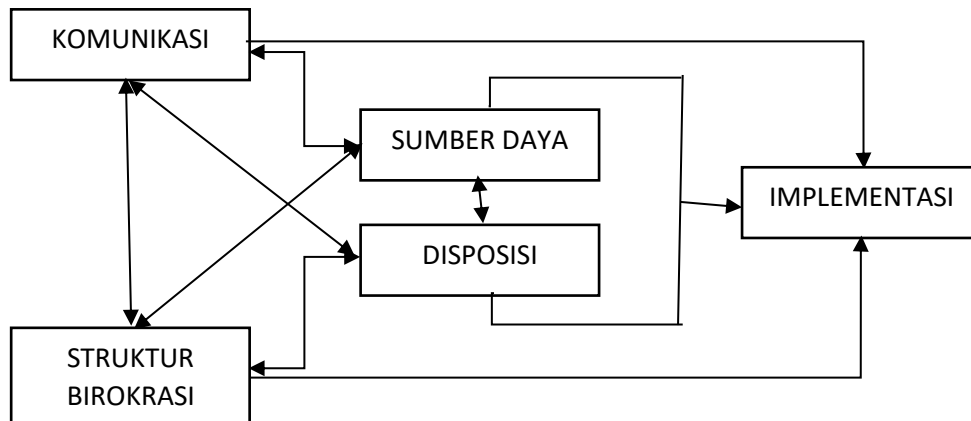 KOMUNIKASI
SUMBER DAYA
IMPLEMENTASI
DISPOSISI
STRUKTUR
BIROKRASI